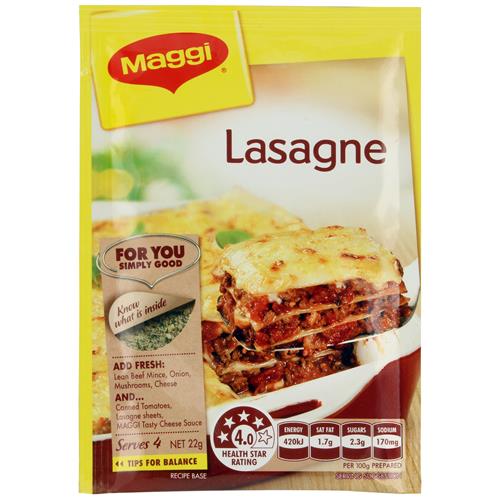 Maggi®
Lasagne
FOR YOU
SIMPLY GOOD
Know
what is inside
ADD FRESH:
Lean Beef Mince, Onion,
Mushrooms, Cheese
AND...
Canned Tomatoes,
Lasagne sheets,
MAGGI Tasty Cheese Sauce
Serves 4 NET 22g
TIPS FOR BALANCE
RECIPE BASE
4.0
HEALTH STAR
RATING
ENERGY
420kJ
SAT FAT
1.7g
SUGARS
2.3g
SODIUM
170mg
PER 100g PREPARED
SERVING SUGGESTION